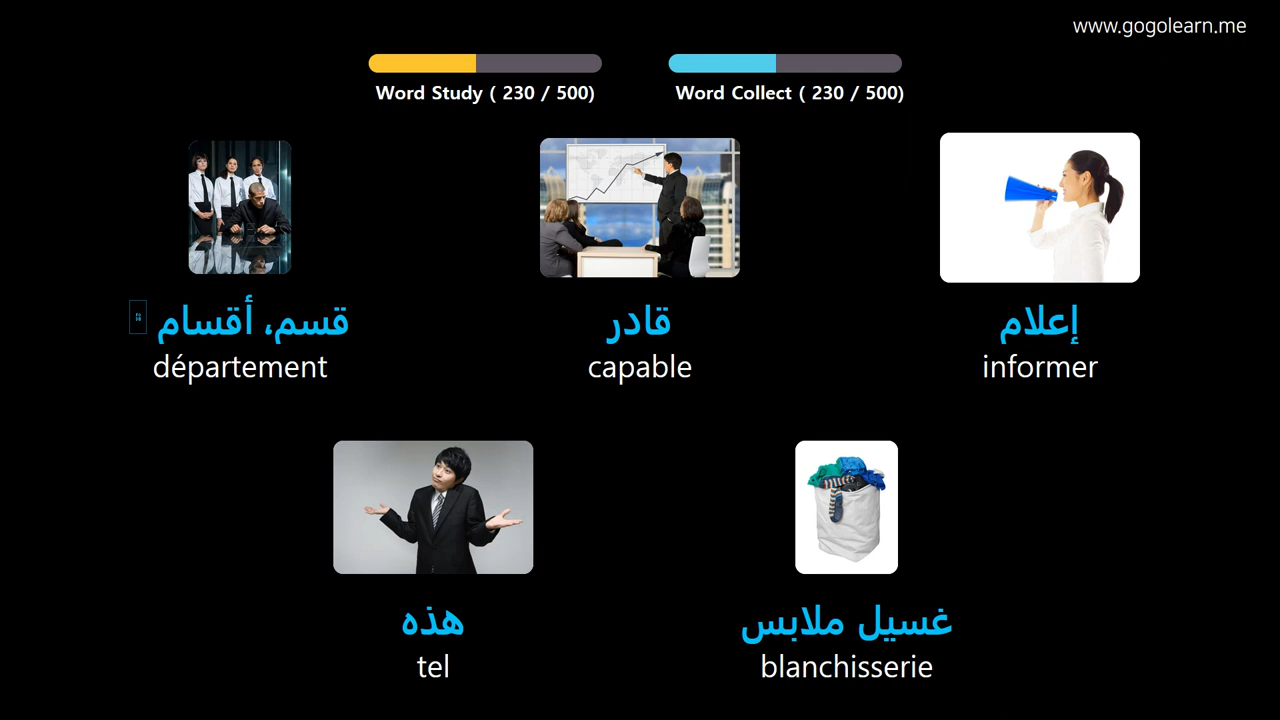 www.gogolearn.me
Word Study ( 230 / 500)
Word Collect ( 230 / 500)
قسم، أقسام
département
قادر
capable
إعلام
informer
هذه
tel
غسيل ملابس
blanchisserie